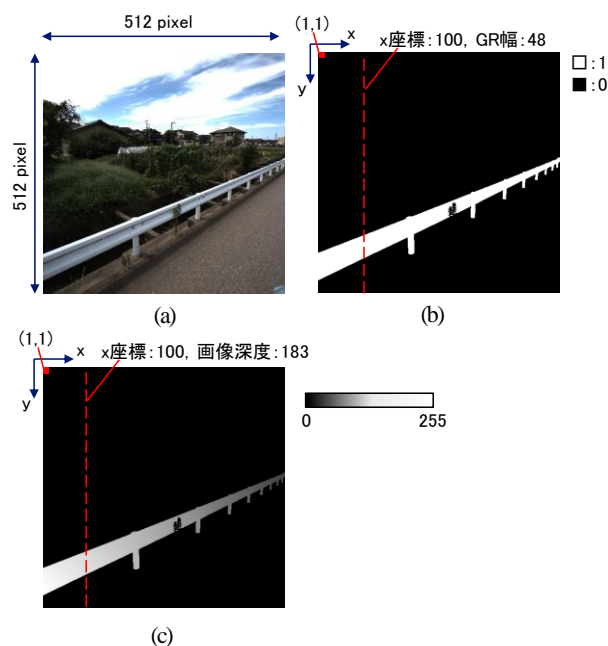 512 pixel
512 pixel
(a)
(1,1)
x
y
x座標:100, GR幅:48
□:1
■:0
(b)
(1,1)
x
y
x座標:100, 画像深度:183
0
255
(c)